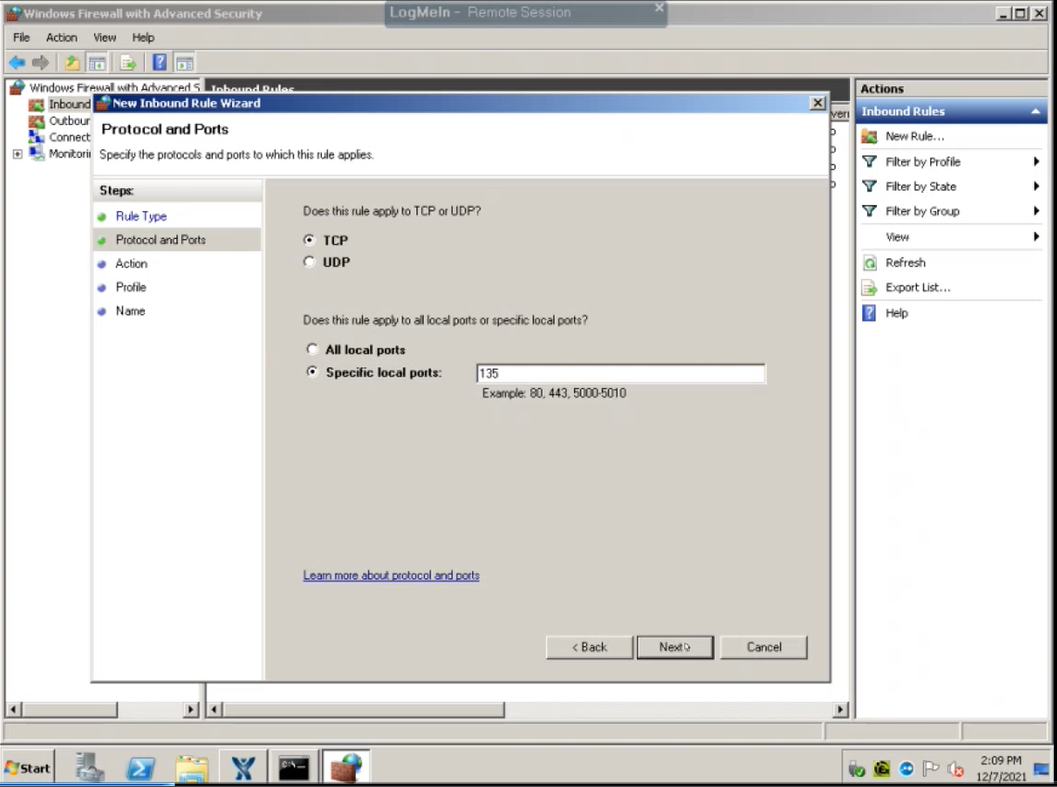 Windows Firewall with Advanced Security
LogMeIn - Remote Session
File Action View Help
Windows Firewall with Advanced S
Inbound
Outbour
Connect
Monitori
Inbound Rules
New Inbound Rule Wizard
Protocol and Ports
Specify the protocols and ports to which this rule applies.
Steps:
Rule Type
Protocol and Ports
Action
Profile
Name
Does this rule apply to TCP or UDP?
TCP
UDP
Does this rule apply to all local ports or specific local ports?
All local ports
Specific local ports: 135
Example: 80, 443, 5000-5010
Learn more about protocol and ports
< Back Next > Cancel
Actions
Inbound Rules
New Rule...
Filter by Profile
Filter by State
Filter by Group
View
Refresh
Export List...
Help
Start
2:09 PM
12/7/2021